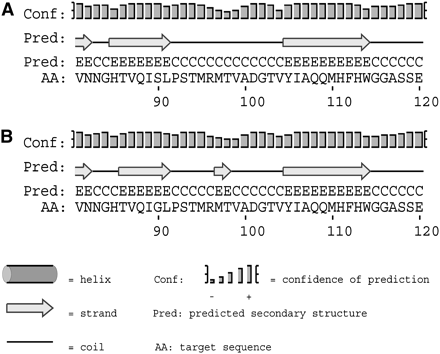 A
Conf:
Pred:
Pred: EECCEEEEEEECCCCCCCCCCCCCEEEEEEEEEECCCCCC
AA: VNNGHTVQISLPSTMRMTVADGTVYIAQQMHFHWGGASSE
90 100 110 120
B
Conf:
Pred:
Pred: EECCCEEEEEECCCCCEECCCCCCEEEEEEEEEECCCCCC
AA: VNNGHTVQIGLPSTMRMTVADGTVYIAQQMHFHWGGASSE
90 100 110 120
= helix Conf: = confidence of prediction
- +
= strand Pred: predicted secondary structure
= coil AA: target sequence